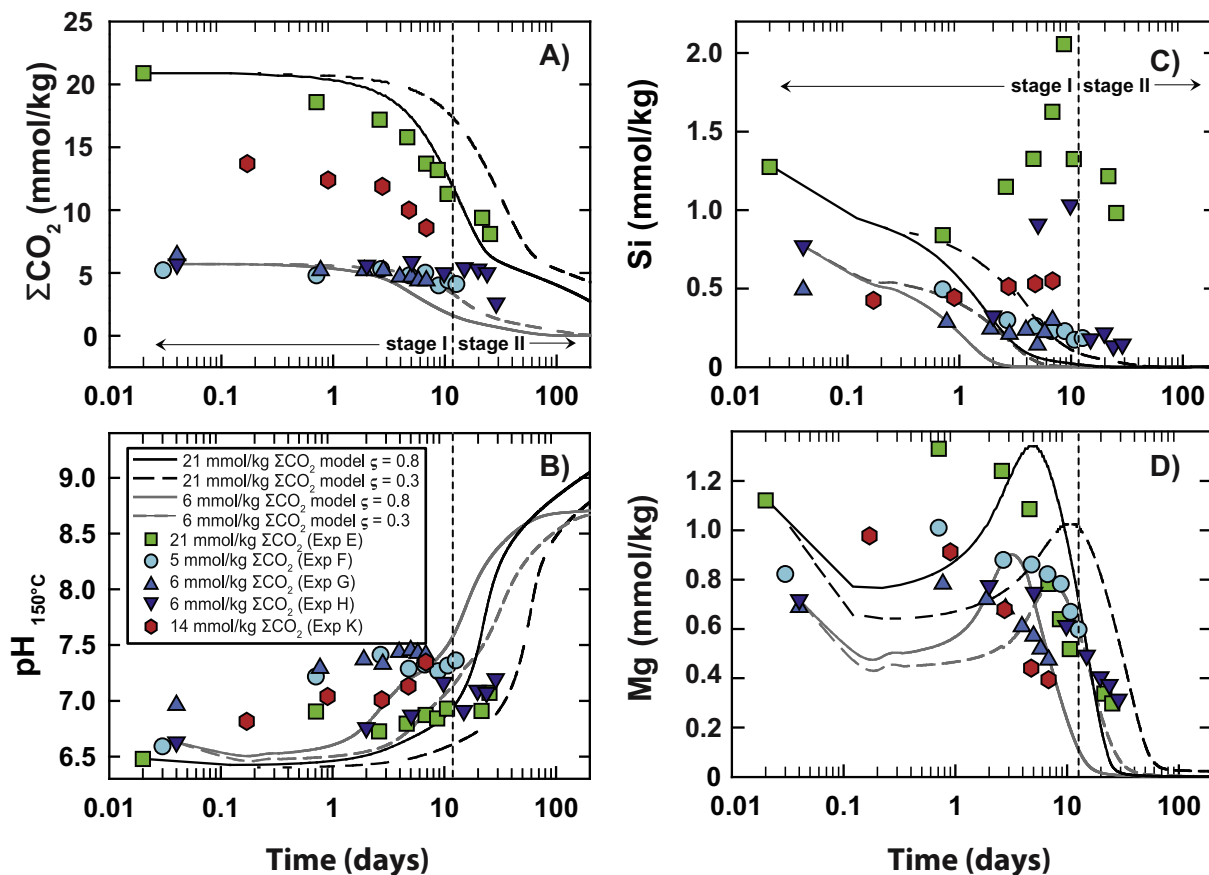 A)
25
20
15
10
5
0
ΣCO₂ (mmol/kg)
stage I
stage II
0.01 0.1 1 10 100
C)
2.0
1.5
1.0
0.5
0
Si (mmol/kg)
stage I
stage II
0.01 0.1 1 10 100
B)
9.0
8.5
8.0
7.5
7.0
6.5
pH 150°C
21 mmol/kg ΣCO₂ model ς = 0.8
21 mmol/kg ΣCO₂ model ς = 0.3
6 mmol/kg ΣCO₂ model ς = 0.8
6 mmol/kg ΣCO₂ model ς = 0.3
21 mmol/kg ΣCO₂ (Exp E)
5 mmol/kg ΣCO₂ (Exp F)
6 mmol/kg ΣCO₂ (Exp G)
6 mmol/kg ΣCO₂ (Exp H)
14 mmol/kg ΣCO₂ (Exp K)
0.01 0.1 1 10 100
Time (days)
D)
1.2
1.0
0.8
0.6
0.4
0.2
0
Mg (mmol/kg)
0.01 0.1 1 10 100
Time (days)